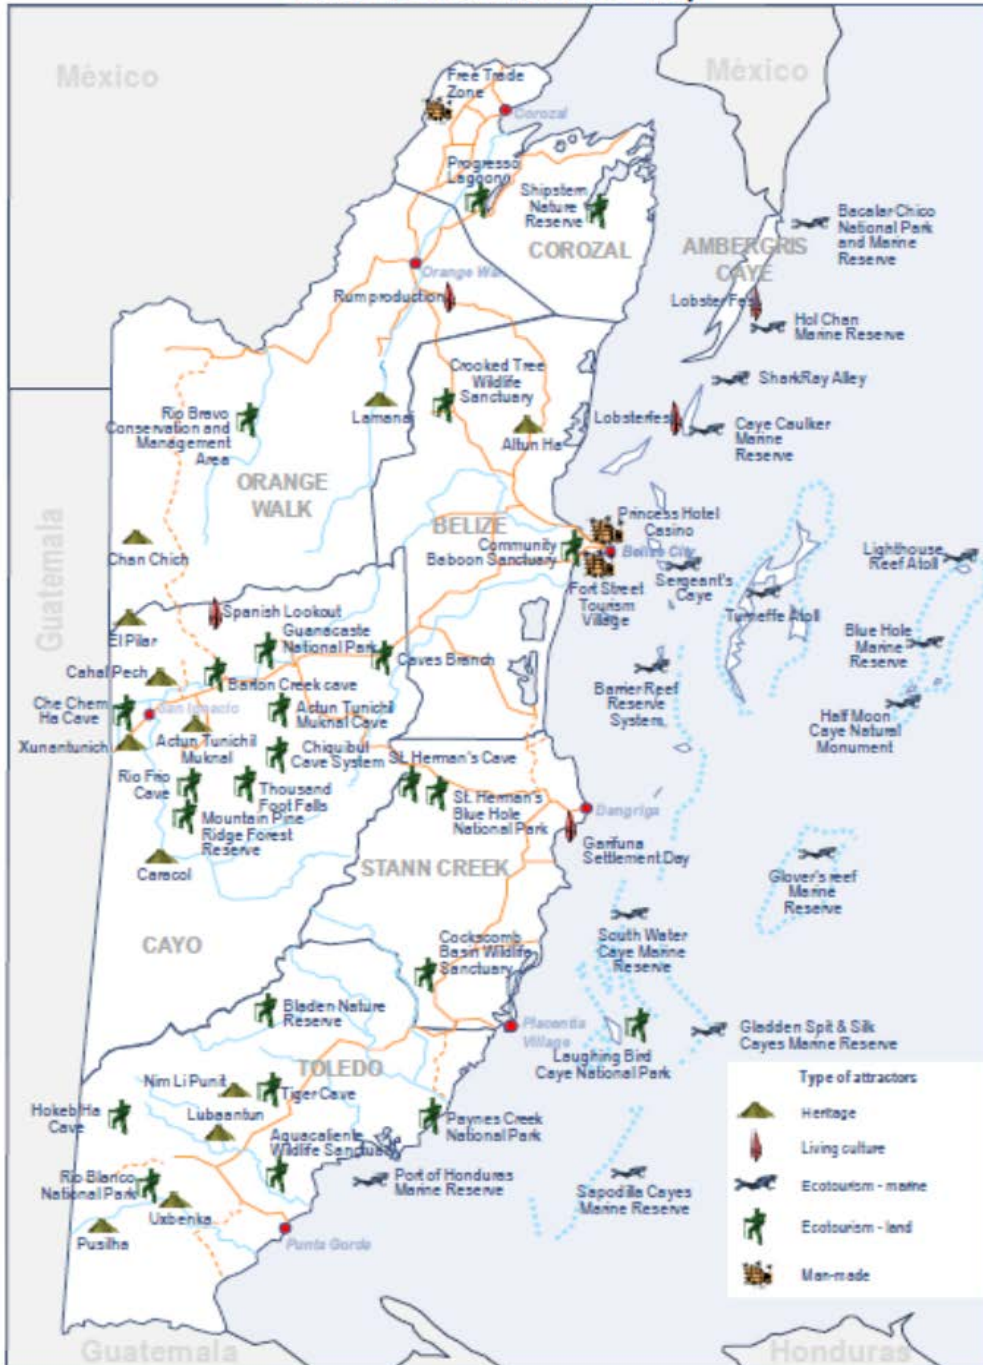 México
México
Free Trade
Zone
Corozal
Progresso
Lagoon
Shipstern
Nature
Reserve
COROZAL
AMBERGRIS
CAYE
Bacalar Chico
National Park
and Marine
Reserve
Orange Wal
Rum production
Lobster Fes
Hol Chan
Marine Reserve
Crooked Tree
Wildlife
Sanctuary
SharkRay Alley
Rio Bravo
Conservation and
Management
Area
Lamanai
Altun Ha
Lobsterfes
Caye Caulker
Marine
Reserve
ORANGE
WALK
BELIZE
Princess Hotel
Casino
Chan Chich
Community
Baboon Sanctuary
Belize City
Sergeant's
Caye
Lighthouse
Reef Atoll
Guatemala
Fort Street
Tourism
Village
Turneffe Atoll
El Pilar
Spanish Lookout
Guanacaste
National Park
Caves Branch
Blue Hole
Marine
Reserve
Cahal Pech
Barton Creek cave
Barrier Reef
Reserve
System
Che Chem
Ha Cave
San Ignacio
Actun Tunichil
Muknal Cave
Half Moon
Caye Natural
Monument
Xunantunich
Actun Tunichil
Muknal
Chiquibul
Cave System
St. Herman's Cave
Rio Frio
Cave
Thousand
Foot Falls
St. Herman's
Blue Hole
National Park
Dangriga
Mountain Pine
Ridge Forest
Reserve
Garifuna
Settlement Day
Caracol
STANN CREEK
Glover's reef
Marine
Reserve
CAYO
Cockscomb
Basin Wildlife
Sanctuary
South Water
Caye Marine
Reserve
Bladen Nature
Reserve
Placentia
Village
Laughing Bird
Caye National Park
Gladden Spit & Silk
Cayes Marine Reserve
TOLEDO
Nim Li Punit
Tiger Cave
Hokeb Ha
Cave
Lubaantun
Paynes Creek
National Park
Aguacaliente
Wildlife Sanctuary
Rio Blanco
National Park
Port of Honduras
Marine Reserve
Sapodilla Cayes
Marine Reserve
Uxbenka
Pusilha
Punta Gorda
Type of attractors
Heritage
Living culture
Ecotourism - marine
Ecotourism - land
Man-made
Guatemala
Honduras